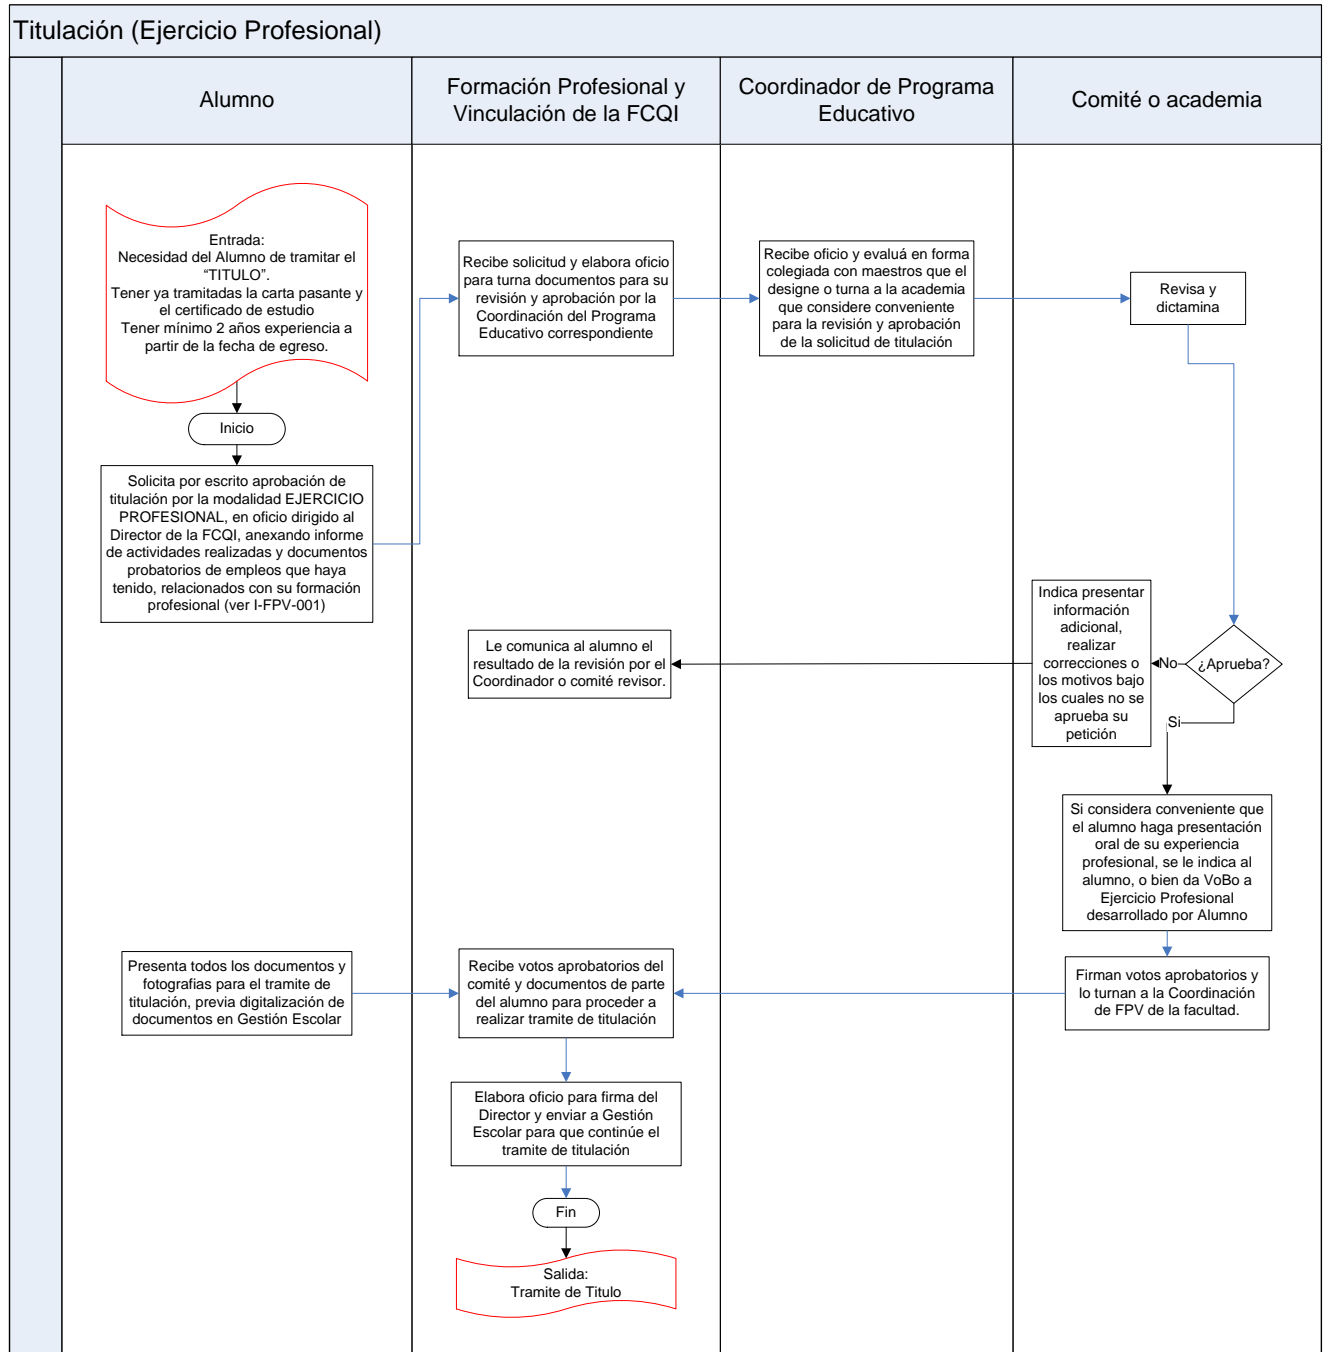 Titulación (Ejercicio Profesional)
Alumno
Formación Profesional y
Vinculación de la FCQI
Coordinador de Programa
Educativo
Comité o academia
Entrada:
Necesidad del Alumno de tramitar el
“TITULO”.
Tener ya tramitadas la carta pasante y
el certificado de estudio
Tener mínimo 2 años experiencia a
partir de la fecha de egreso.
Recibe solicitud y elabora oficio
para turna documentos para su
revisión y aprobación por la
Coordinación del Programa
Educativo correspondiente
Recibe oficio y evaluá en forma
colegiada con maestros que el
designe o turna a la academia
que considere conveniente
para la revisión y aprobación
de la solicitud de titulación
Revisa y
dictamina
Inicio
Solicita por escrito aprobación de
titulación por la modalidad EJERCICIO
PROFESIONAL, en oficio dirigido al
Director de la FCQI, anexando informe
de actividades realizadas y documentos
probatorios de empleos que haya
tenido, relacionados con su formación
profesional (ver I-FPV-001)
Le comunica al alumno el
resultado de la revisión por el
Coordinador o comité revisor.
Indica presentar
información
adicional,
realizar
correcciones o
los motivos bajo
los cuales no se
aprueba su
petición
No
¿Aprueba?
Si
Si considera conveniente que
el alumno haga presentación
oral de su experiencia
profesional, se le indica al
alumno, o bien da VoBo a
Ejercicio Profesional
desarrollado por Alumno
Presenta todos los documentos y
fotografias para el tramite de
titulación, previa digitalización de
documentos en Gestión Escolar
Recibe votos aprobatorios del
comité y documentos de parte
del alumno para proceder a
realizar tramite de titulación
Firman votos aprobatorios y
lo turnan a la Coordinación
de FPV de la facultad.
Elabora oficio para firma del
Director y enviar a Gestión
Escolar para que continúe el
tramite de titulación
Fin
Salida:
Tramite de Titulo